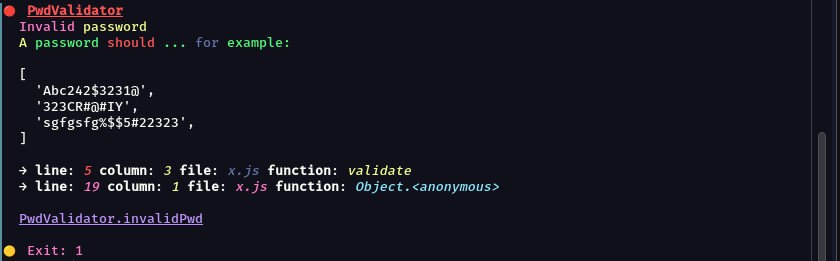 PwdValidator
Invalid password
A password should ... for example:
[
'Abc242$3231@',
'323CR#@#IY',
'sgfgsfg%$$5#22323',
]
→ line: 5 column: 3 file: x.js function: validate
→ line: 19 column: 1 file: x.js function: Object.<anonymous>
PwdValidator.invalidPwd
Exit: 1